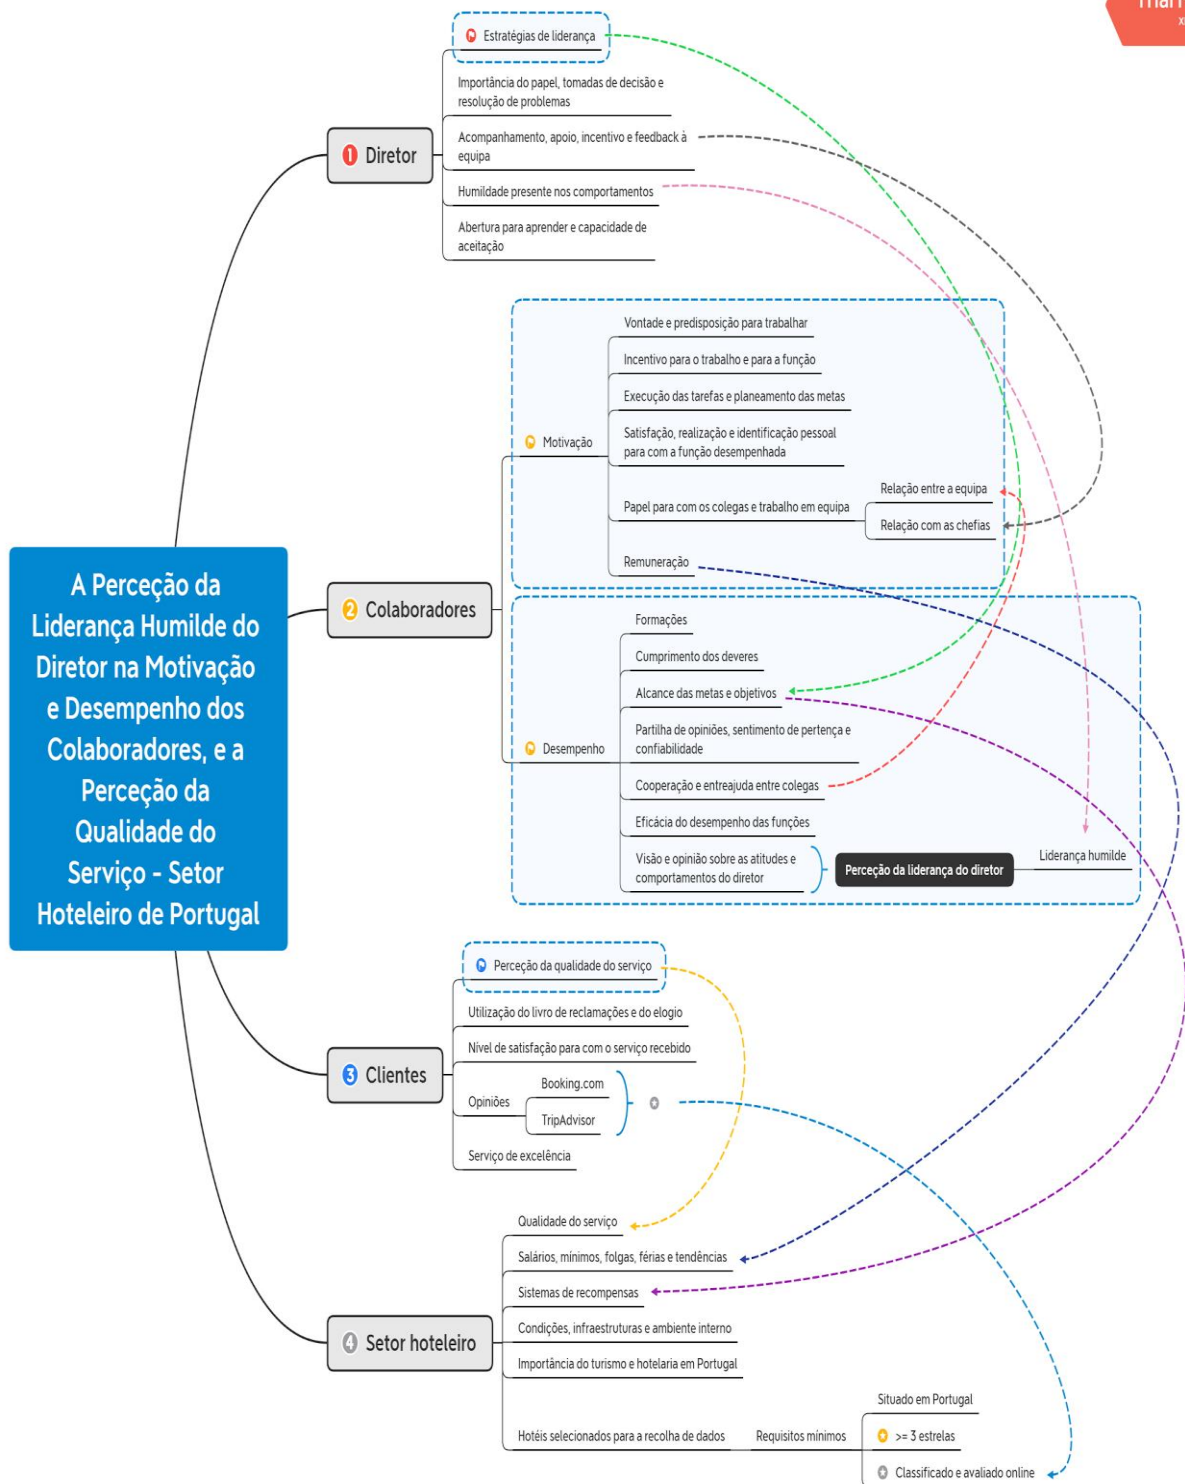 A Perceção da
Liderança Humilde do
Diretor na Motivação
e Desempenho dos
Colaboradores, e a
Perceção da
Qualidade do
Serviço - Setor
Hoteleiro de Portugal
1 Diretor
Estratégias de liderança
Importância do papel, tomadas de decisão e
resolução de problemas
Acompanhamento, apoio, incentivo e feedback à
equipa
Humildade presente nos comportamentos
Abertura para aprender e capacidade de
aceitação
2 Colaboradores
Motivação
Vontade e predisposição para trabalhar
Incentivo para o trabalho e para a função
Execução das tarefas e planeamento das metas
Satisfação, realização e identificação pessoal
para com a função desempenhada
Papel para com os colegas e trabalho em equipa
Relação entre a equipa
Relação com as chefias
Remuneração
Desempenho
Formações
Cumprimento dos deveres
Alcance das metas e objetivos
Partilha de opiniões, sentimento de pertença e
confiabilidade
Cooperação e entreajuda entre colegas
Eficácia do desempenho das funções
Visão e opinião sobre as atitudes e
comportamentos do diretor
Perceção da liderança do diretor
Liderança humilde
3 Clientes
Perceção da qualidade do serviço
Utilização do livro de reclamações e do elogio
Nível de satisfação para com o serviço recebido
Opiniões
Booking.com
TripAdvisor
Serviço de excelência
4 Setor hoteleiro
Qualidade do serviço
Salários, mínimos, folgas, férias e tendências
Sistemas de recompensas
Condições, infraestruturas e ambiente interno
Importância do turismo e hotelaria em Portugal
Hotéis selecionados para a recolha de dados
Requisitos mínimos
Situado em Portugal
>= 3 estrelas
Classificado e avaliado online